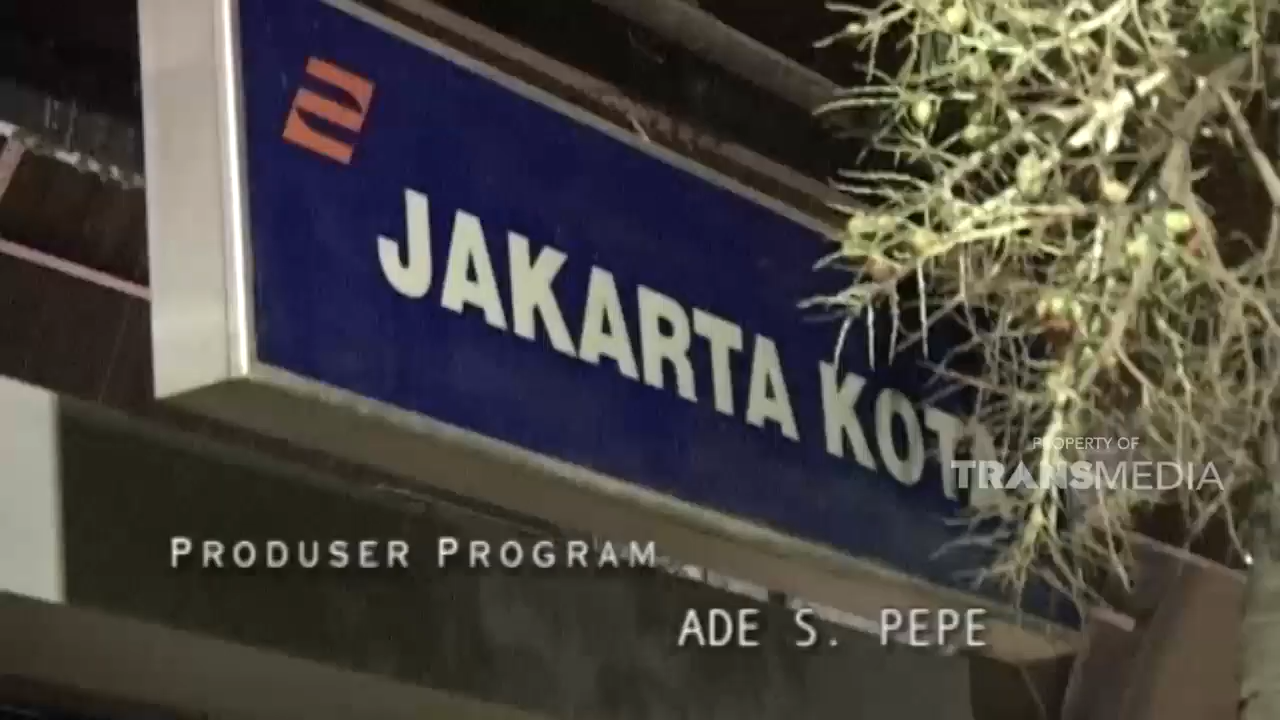 JAKARTA KOTA
PROPERTY OF
TRANSMEDIA
PRODUSER PROGRAM
ADE S. PEPE